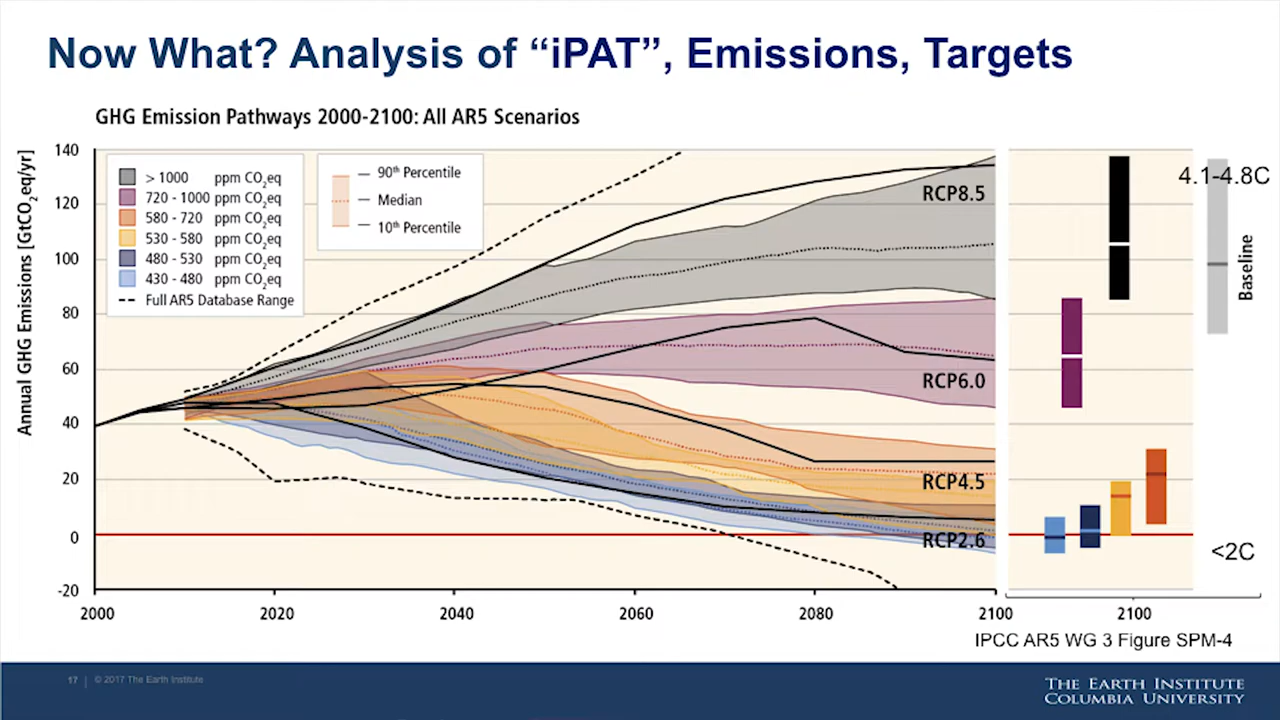 Now What? Analysis of “iPAT”, Emissions, Targets
GHG Emission Pathways 2000-2100: All AR5 Scenarios
Annual GHG Emissions [GtCO₂eq/yr]
140
120
100
80
60
40
20
0
-20
> 1000 ppm CO₂eq
720 - 1000 ppm CO₂eq
580 - 720 ppm CO₂eq
530 - 580 ppm CO₂eq
480 - 530 ppm CO₂eq
430 - 480 ppm CO₂eq
Full AR5 Database Range
90th Percentile
Median
10th Percentile
RCP8.5
RCP6.0
RCP4.5
RCP2.6
2000
2020
2040
2060
2080
2100
4.1-4.8C
Baseline
<2C
2100
IPCC AR5 WG 3 Figure SPM-4
17 | © 2017 The Earth Institute
The Earth Institute
Columbia University